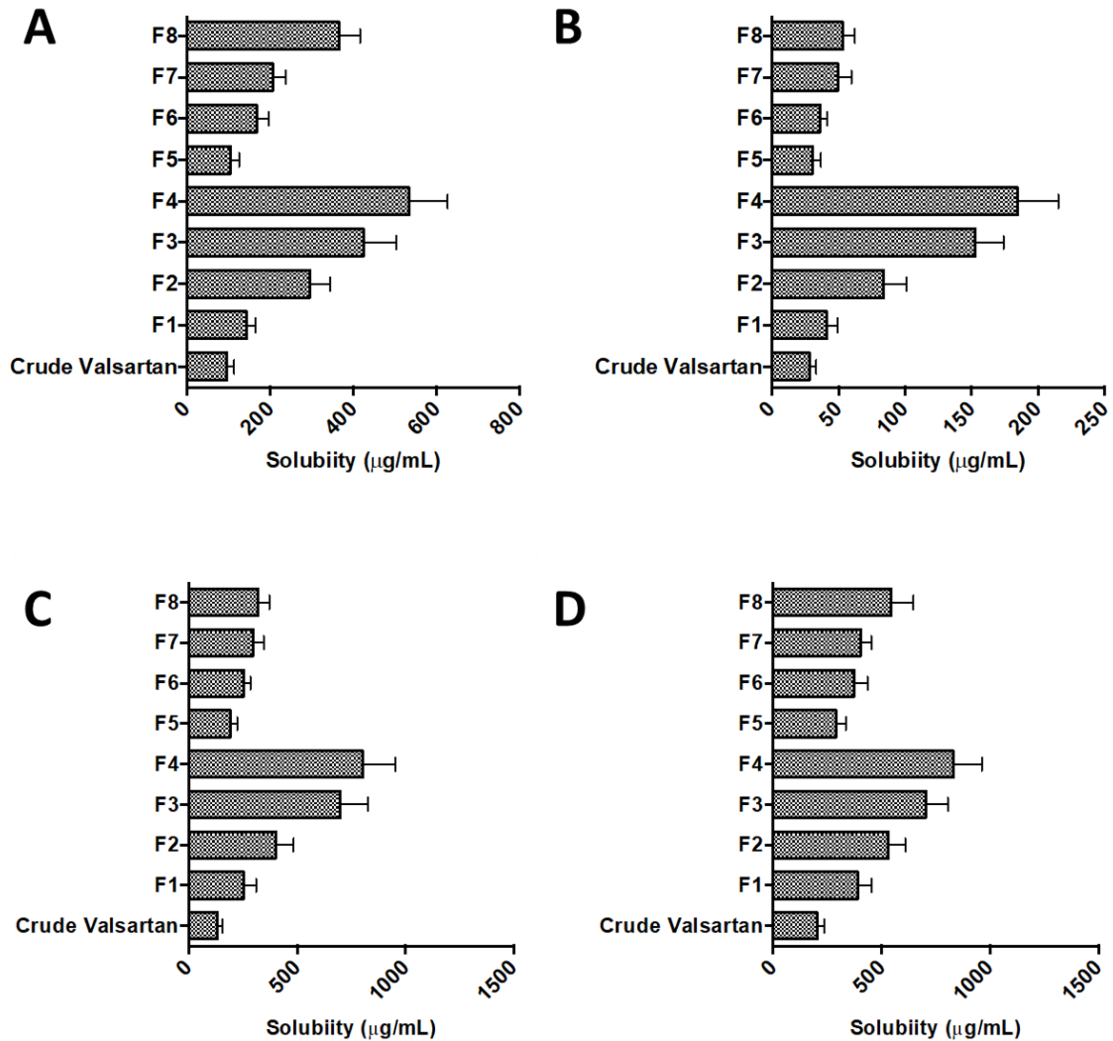 A
F8
F7
F6
F5
F4
F3
F2
F1
Crude Valsartan
0
200
400
600
800
Solubiity (μg/mL)
B
F8
F7
F6
F5
F4
F3
F2
F1
Crude Valsartan
0
50
100
150
200
250
Solubiity (μg/mL)
C
F8
F7
F6
F5
F4
F3
F2
F1
Crude Valsartan
0
500
1000
1500
Solubiity (μg/mL)
D
F8
F7
F6
F5
F4
F3
F2
F1
Crude Valsartan
0
500
1000
1500
Solubiity (μg/mL)